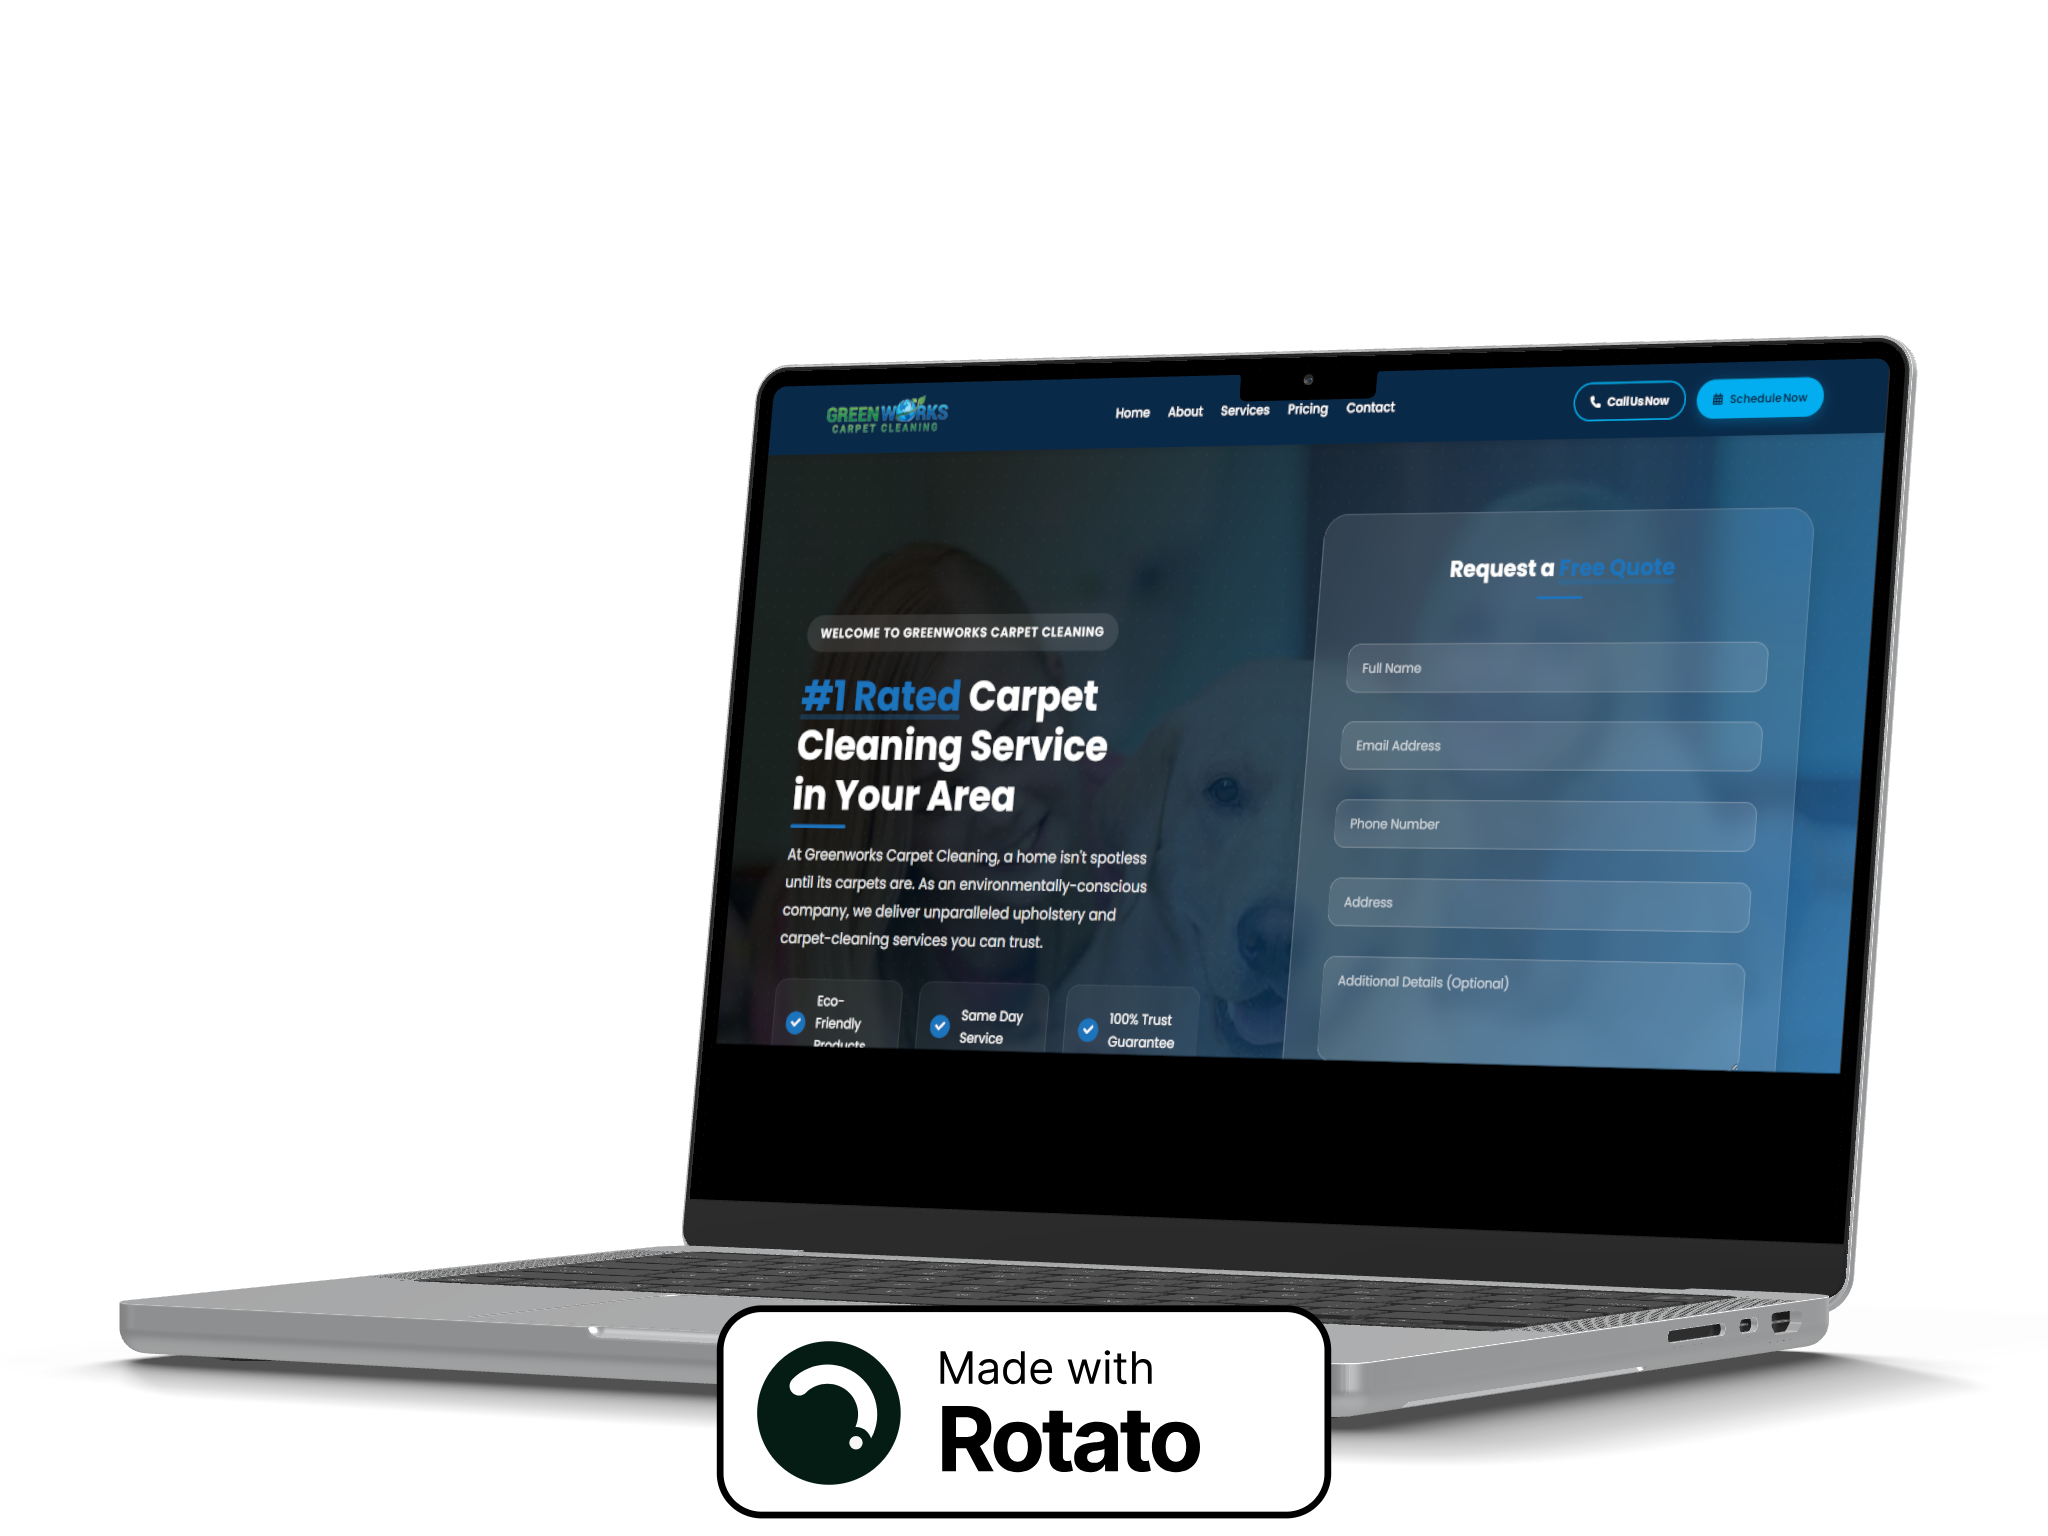 GREENWORKS
CARPET CLEANING
Home About Services Pricing Contact
Call Us Now
Schedule Now
WELCOME TO GREENWORKS CARPET CLEANING
#1 Rated Carpet
Cleaning Service
in Your Area
At Greenworks Carpet Cleaning, a home isn't spotless
until its carpets are. As an environmentally-conscious
company, we deliver unparalleled upholstery and
carpet-cleaning services you can trust.
Eco-
Friendly
Products
Same Day
Service
100% Trust
Guarantee
Request a Free Quote
Full Name
Email Address
Phone Number
Address
Additional Details (Optional)
Made with
Rotato